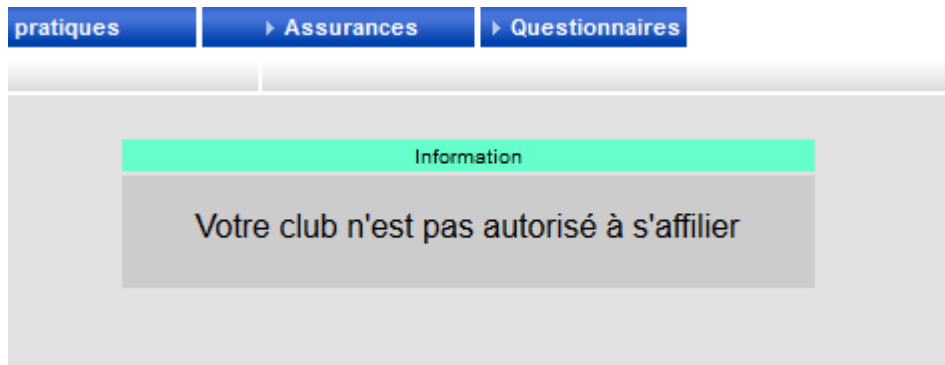 pratiques
Assurances
Questionnaires
Information
Votre club n'est pas autorisé à s'affilier